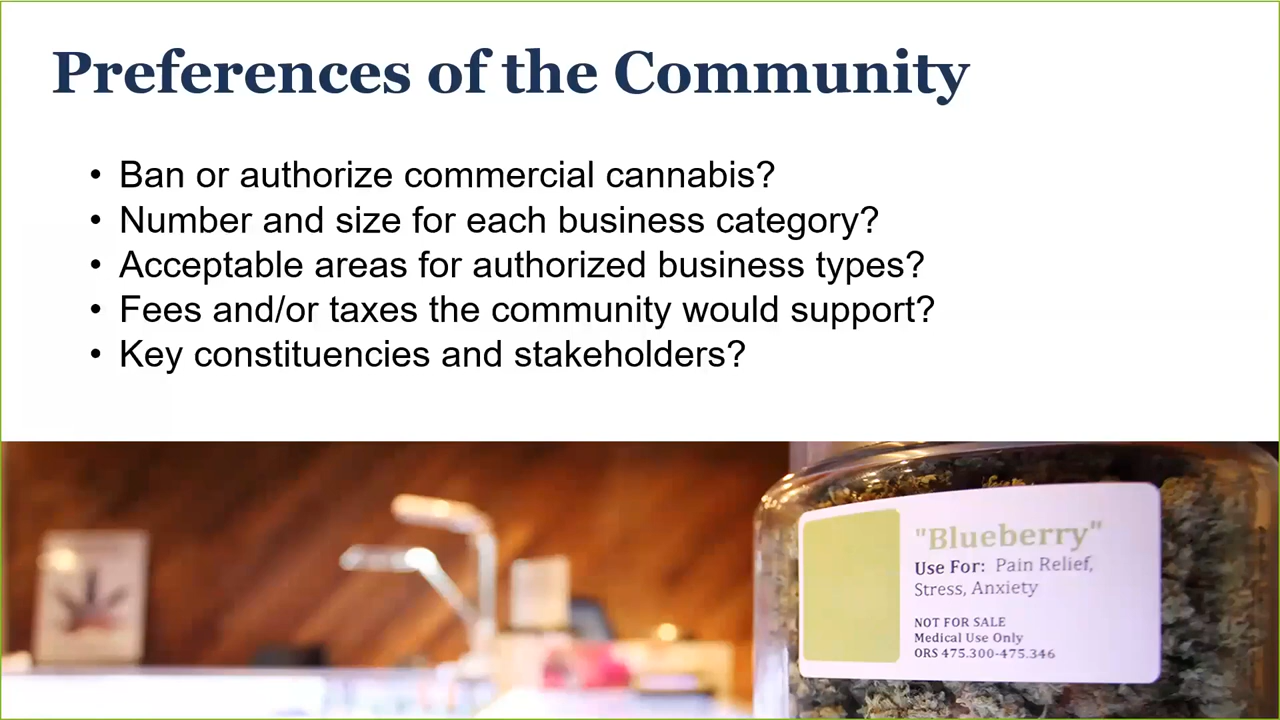 Preferences of the Community
• Ban or authorize commercial cannabis?
• Number and size for each business category?
• Acceptable areas for authorized business types?
• Fees and/or taxes the community would support?
• Key constituencies and stakeholders?
"Blueberry"
Use For: Pain Relief,
Stress, Anxiety
NOT FOR SALE
Medical Use Only
ORS 475.300-475.346